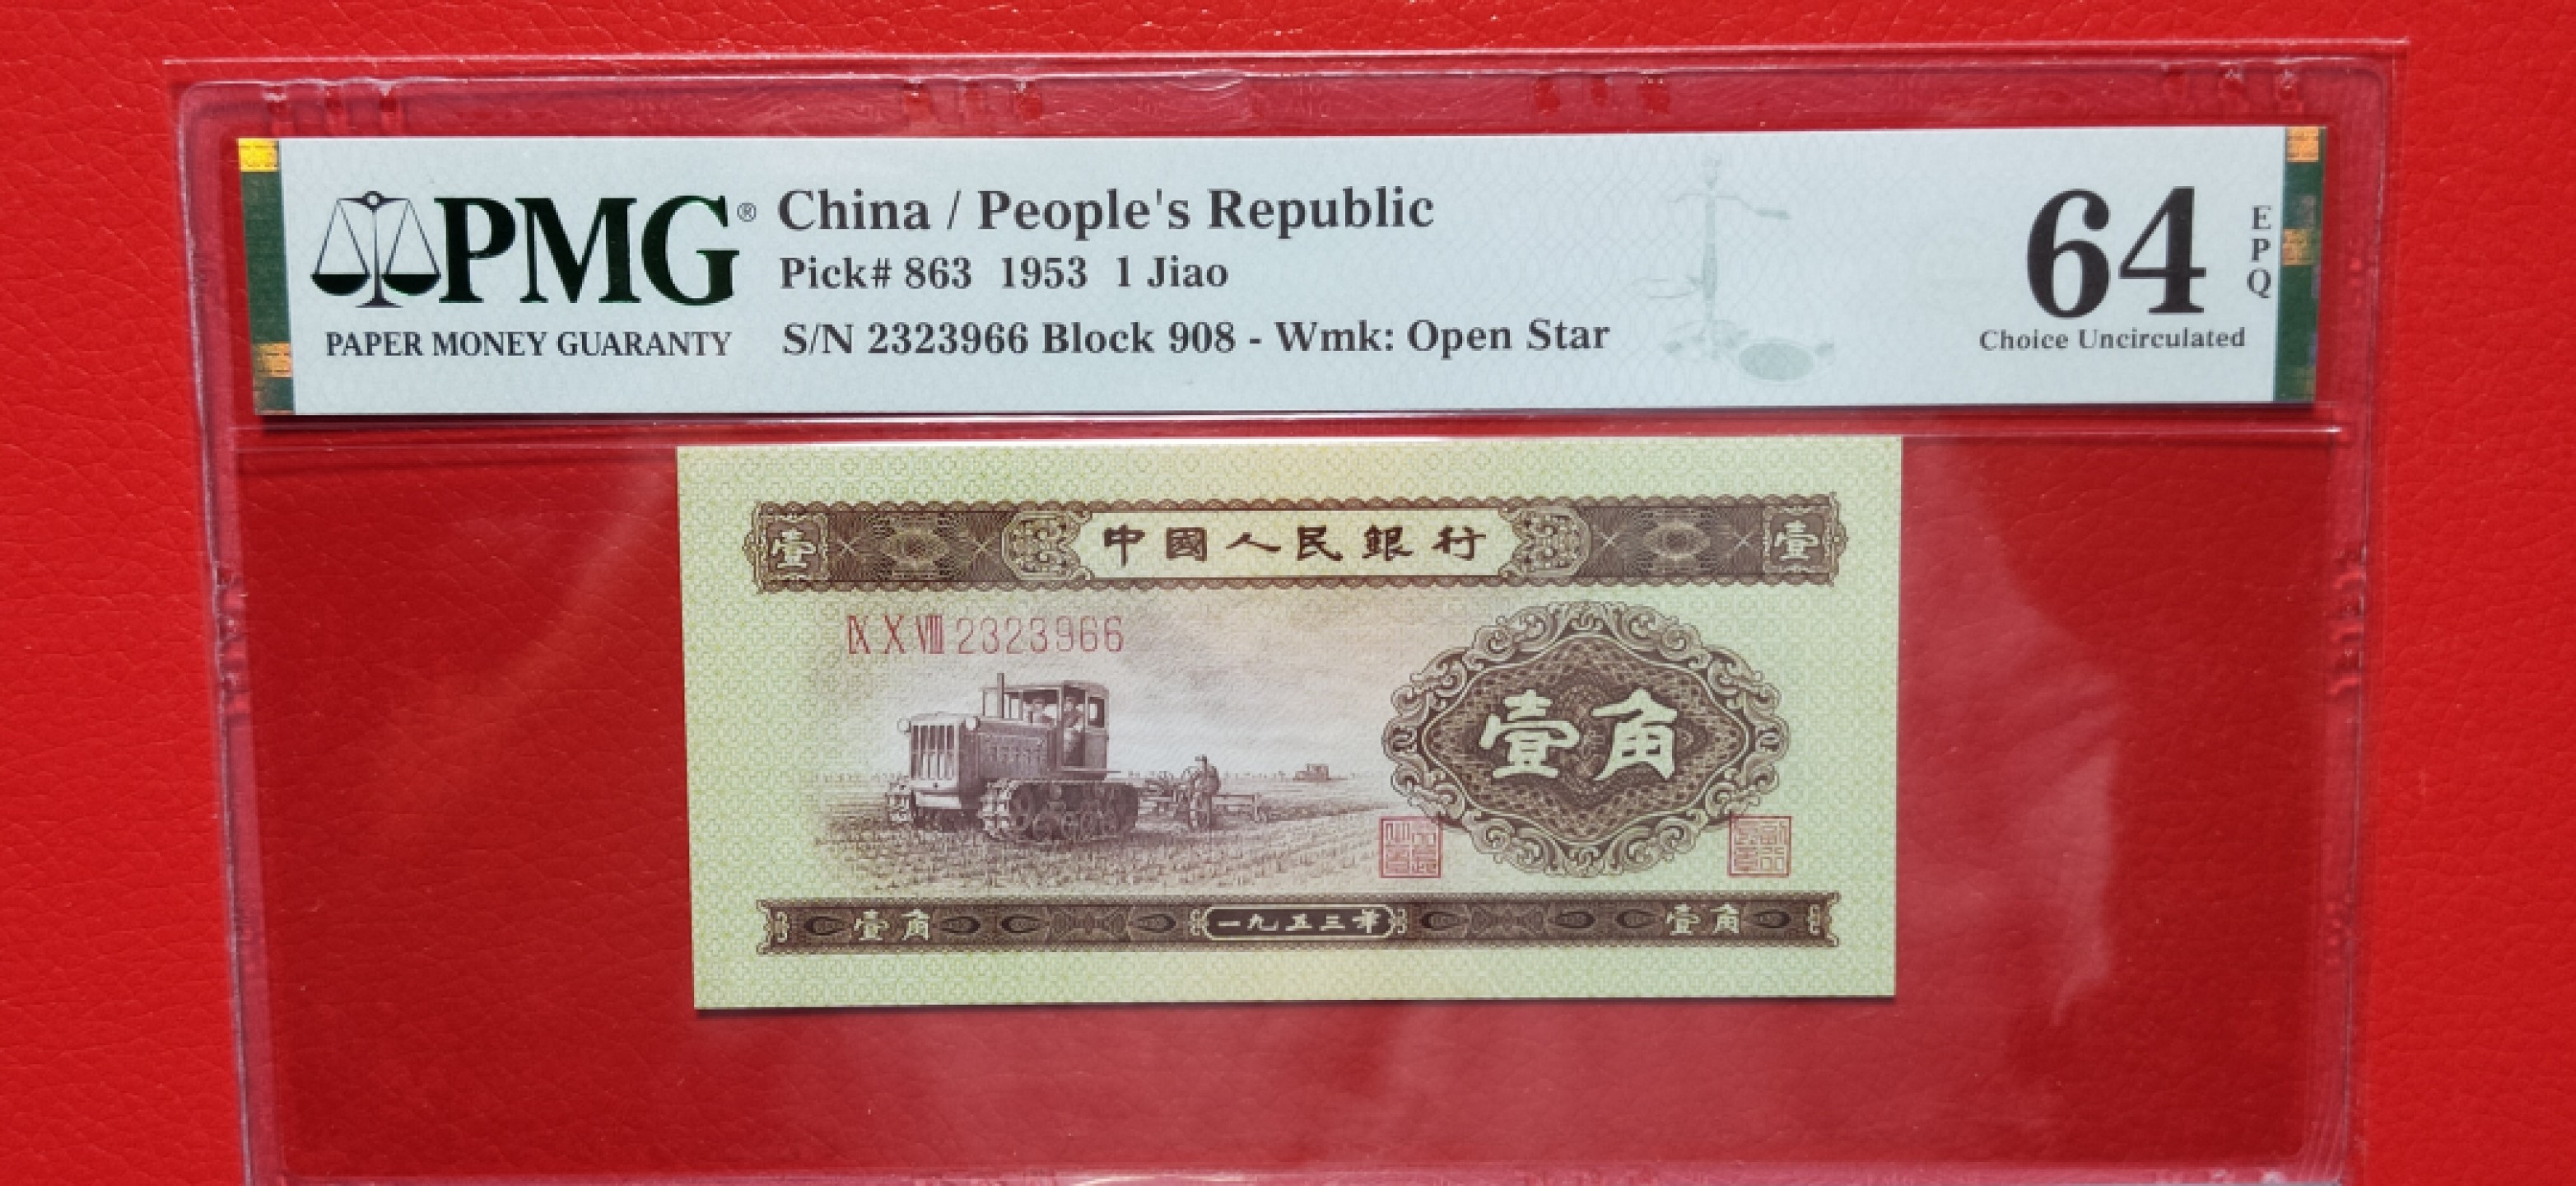 PMG®
PAPER MONEY GUARANTY
China / People's Republic
Pick# 863 1953 1 Jiao
S/N 2323966 Block 908 - Wmk: Open Star
64
EPQ
Choice Uncirculated
壹 中國人民銀行 壹
IX X VIII 2323966
壹角
壹角 一九五三年 壹角